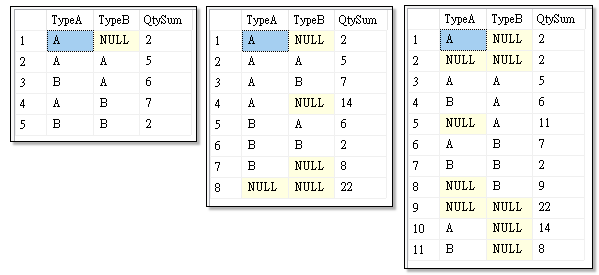 TypeA TypeB QtySum
1 A NULL 2
2 A A 5
3 B A 6
4 A B 7
5 B B 2
TypeA TypeB QtySum
1 A NULL 2
2 A A 5
3 A B 7
4 A NULL 14
5 B A 6
6 B B 2
7 B NULL 8
8 NULL NULL 22
TypeA TypeB QtySum
1 A NULL 2
2 NULL NULL 2
3 A A 5
4 B A 6
5 NULL A 11
6 A B 7
7 B B 2
8 NULL B 9
9 NULL NULL 22
10 A NULL 14
11 B NULL 8